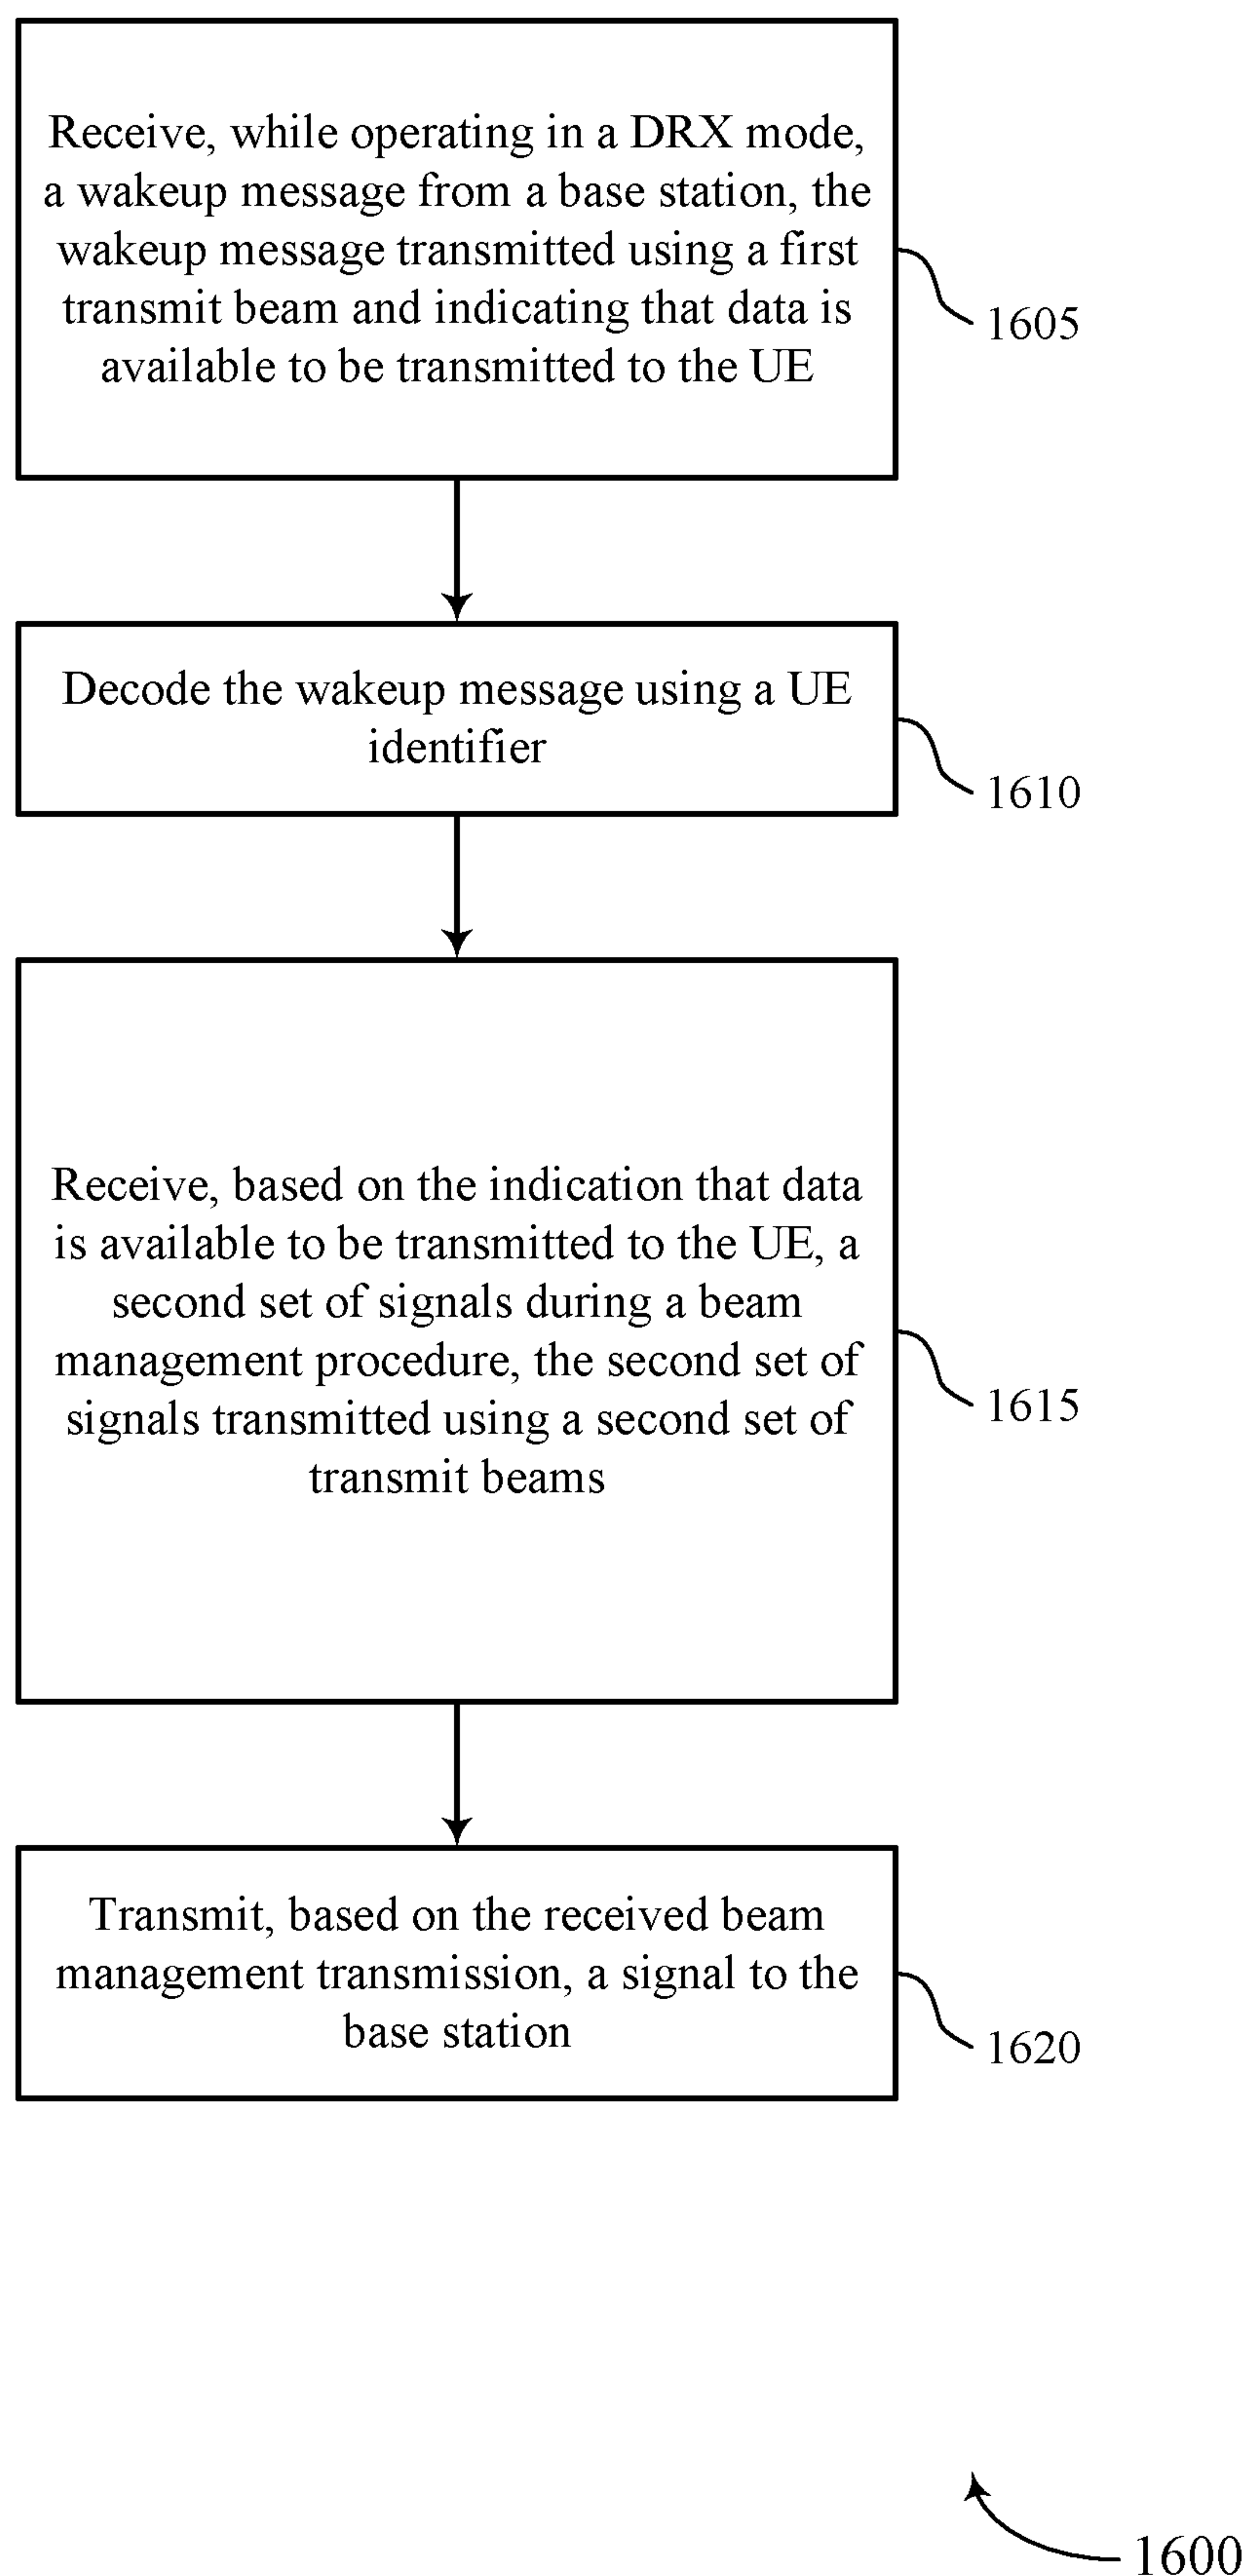 Receive, while operating in a DRX mode,
a wakeup message from a base station, the
wakeup message transmitted using a first
transmit beam and indicating that data is
available to be transmitted to the UE
1605
Decode the wakeup message using a UE
identifier
1610
Receive, based on the indication that data
is available to be transmitted to the UE, a
second set of signals during a beam
management procedure, the second set of
signals transmitted using a second set of
transmit beams
1615
Transmit, based on the received beam
management transmission, a signal to the
base station
1620
1600